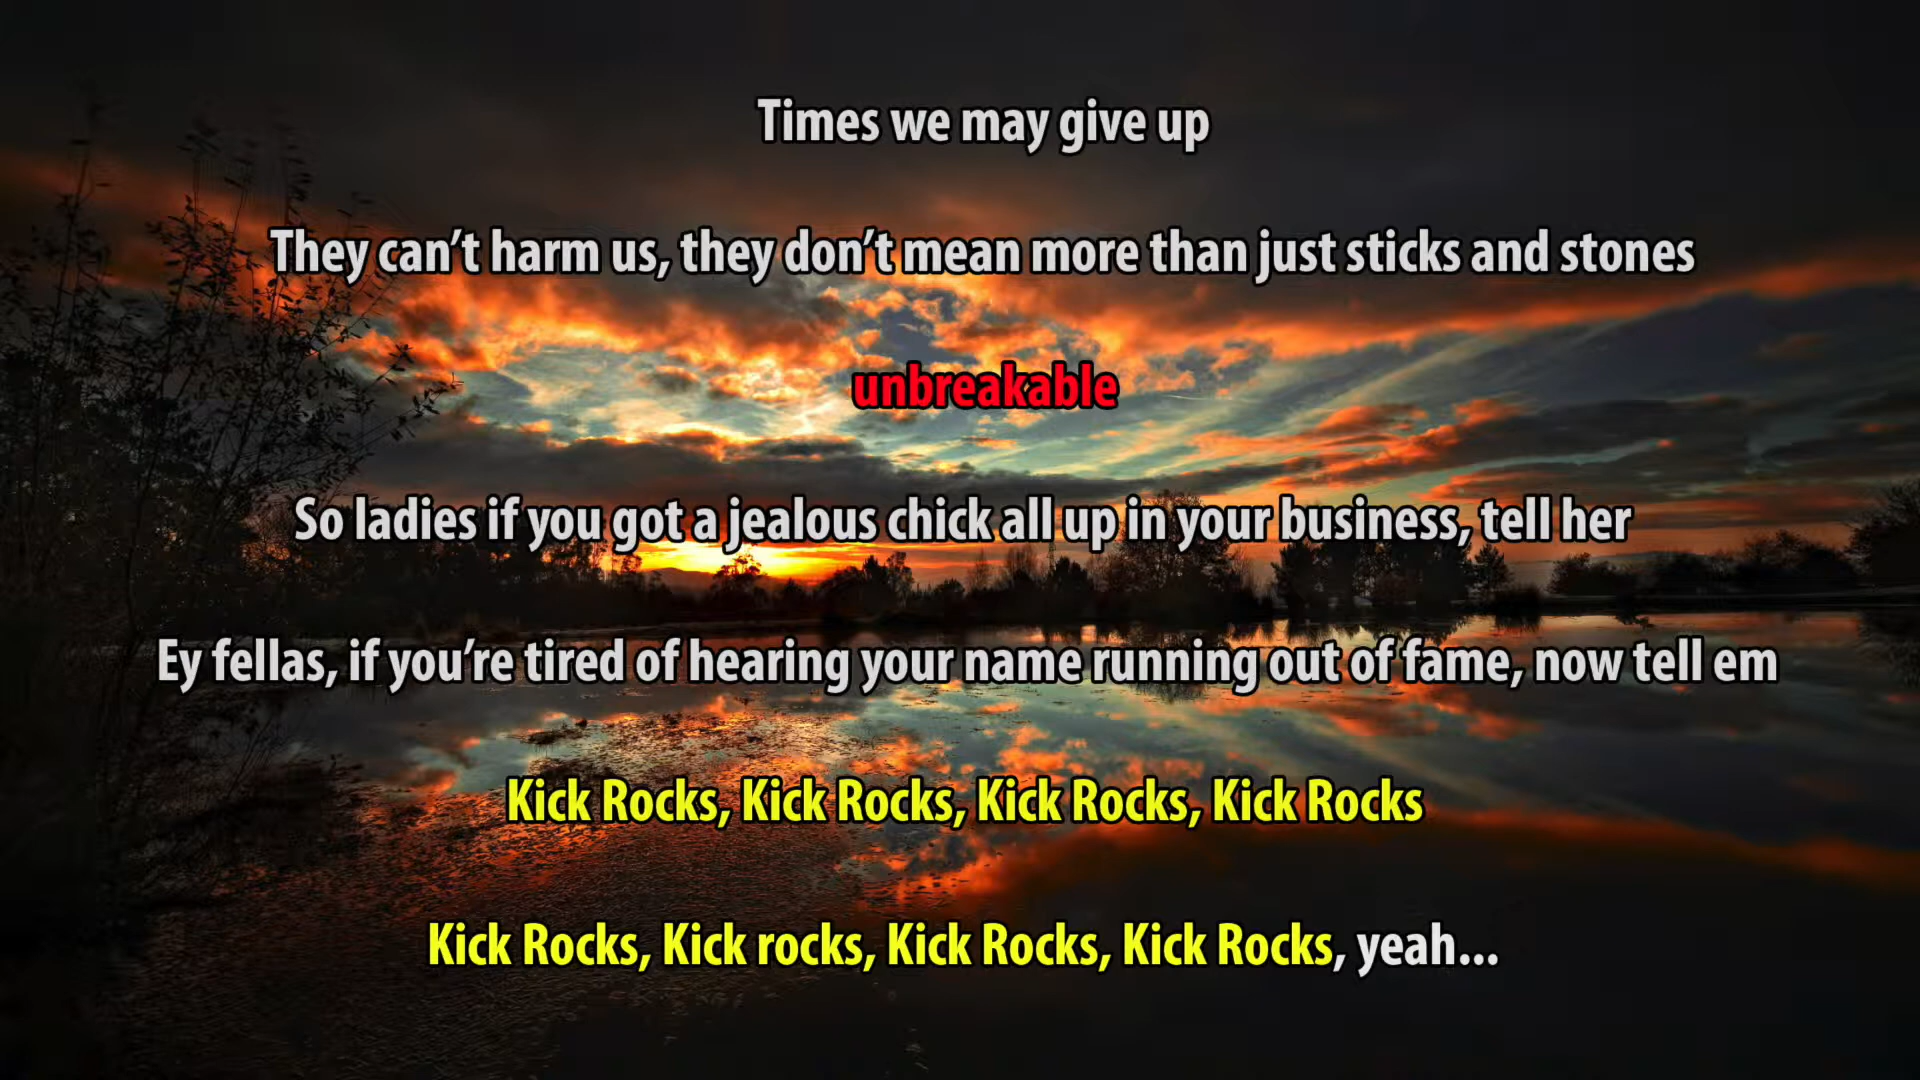 Times we may give up
They can’t harm us, they don’t mean more than just sticks and stones
unbreakable
So ladies if you got a jealous chick all up in your business, tell her
Ey fellas, if you’re tired of hearing your name running out of fame, now tell em
Kick Rocks, Kick Rocks, Kick Rocks, Kick Rocks
Kick Rocks, Kick rocks, Kick Rocks, Kick Rocks, yeah...